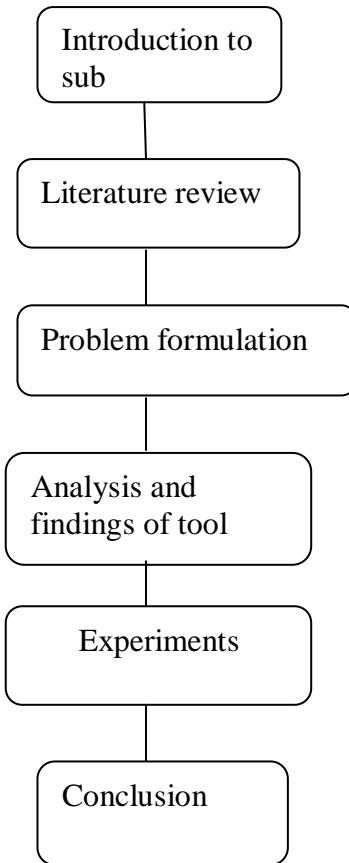 Introduction to
sub
Literature review
Problem formulation
Analysis and
findings of tool
Experiments
Conclusion